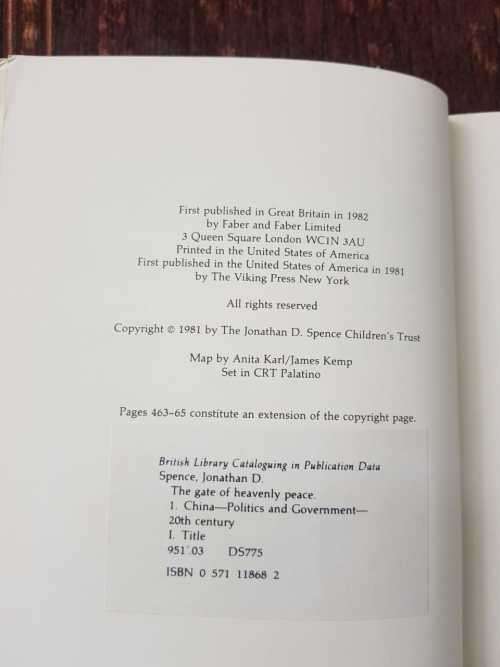 First published in Great Britain in 1982
by Faber and Faber Limited
3 Queen Square London WC1N 3AU
Printed in the United States of America
First published in the United States of America in 1981
by The Viking Press New York
All rights reserved
Copyright © 1981 by The Jonathan D. Spence Children's Trust
Map by Anita Karl/James Kemp
Set in CRT Palatino
Pages 463–65 constitute an extension of the copyright page.
British Library Cataloguing in Publication Data
Spence, Jonathan D.
The gate of heavenly peace.
1. China—Politics and Government—
20th century
I. Title
951'.03 DS775
ISBN 0 571 11868 2